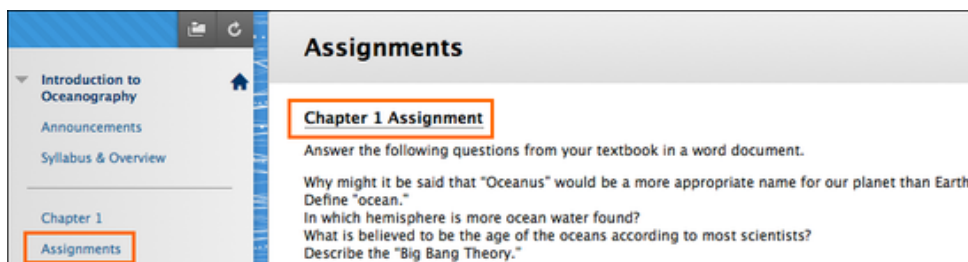 Introduction to
Oceanography
Announcements
Syllabus & Overview
Chapter 1
Assignments
Assignments
Chapter 1 Assignment
Answer the following questions from your textbook in a word document.
Why might it be said that "Oceanus" would be a more appropriate name for our planet than Earth
Define "ocean."
In which hemisphere is more ocean water found?
What is believed to be the age of the oceans according to most scientists?
Describe the "Big Bang Theory."